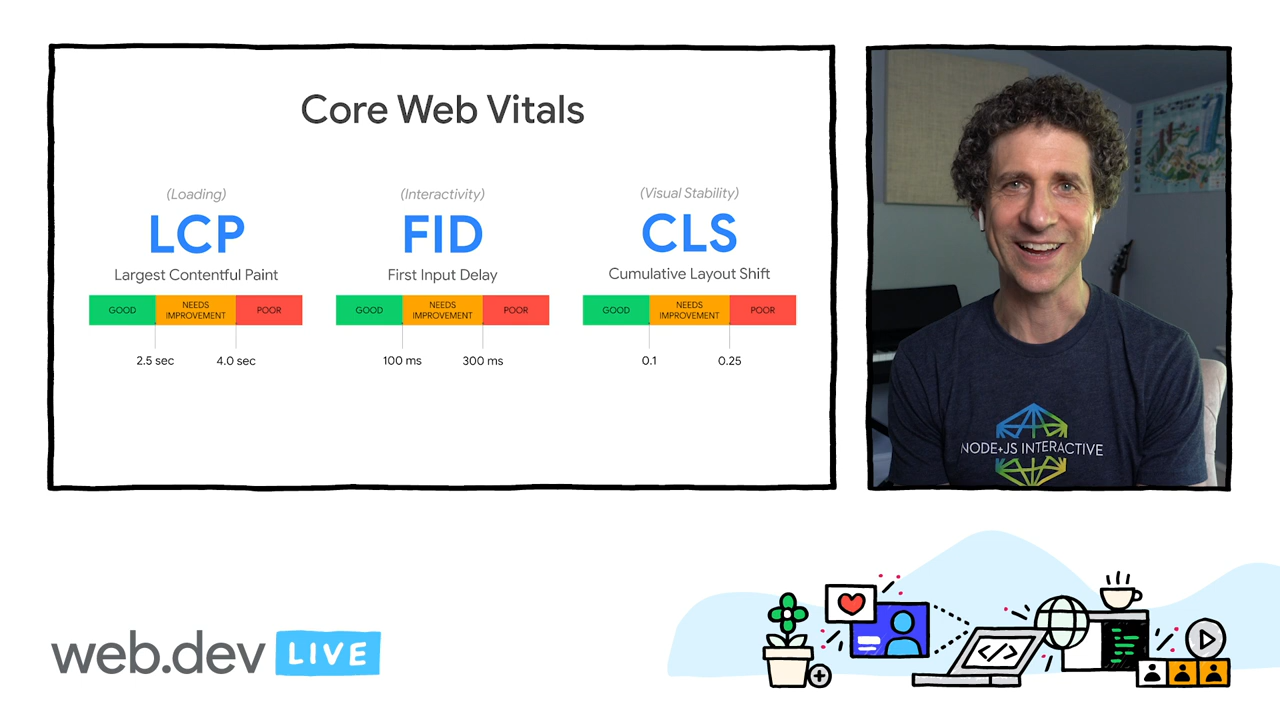 Core Web Vitals
(Loading)
LCP
Largest Contentful Paint
GOOD
NEEDS
IMPROVEMENT
POOR
2.5 sec
4.0 sec
(Interactivity)
FID
First Input Delay
GOOD
NEEDS
IMPROVEMENT
POOR
100 ms
300 ms
(Visual Stability)
CLS
Cumulative Layout Shift
GOOD
NEEDS
IMPROVEMENT
POOR
0.1
0.25
NODE+JS INTERACTIVE
web.dev LIVE
<//>